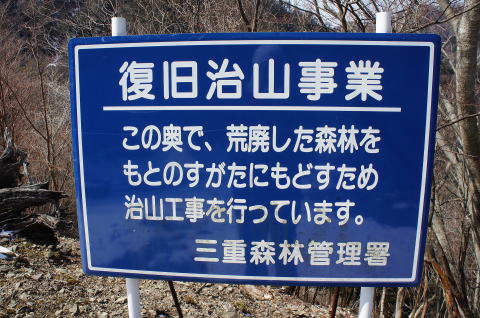 復旧治山事業
この奥で、荒廃した森林を
もとのすがたにもどすため
治山工事を行っています。
三重森林管理署